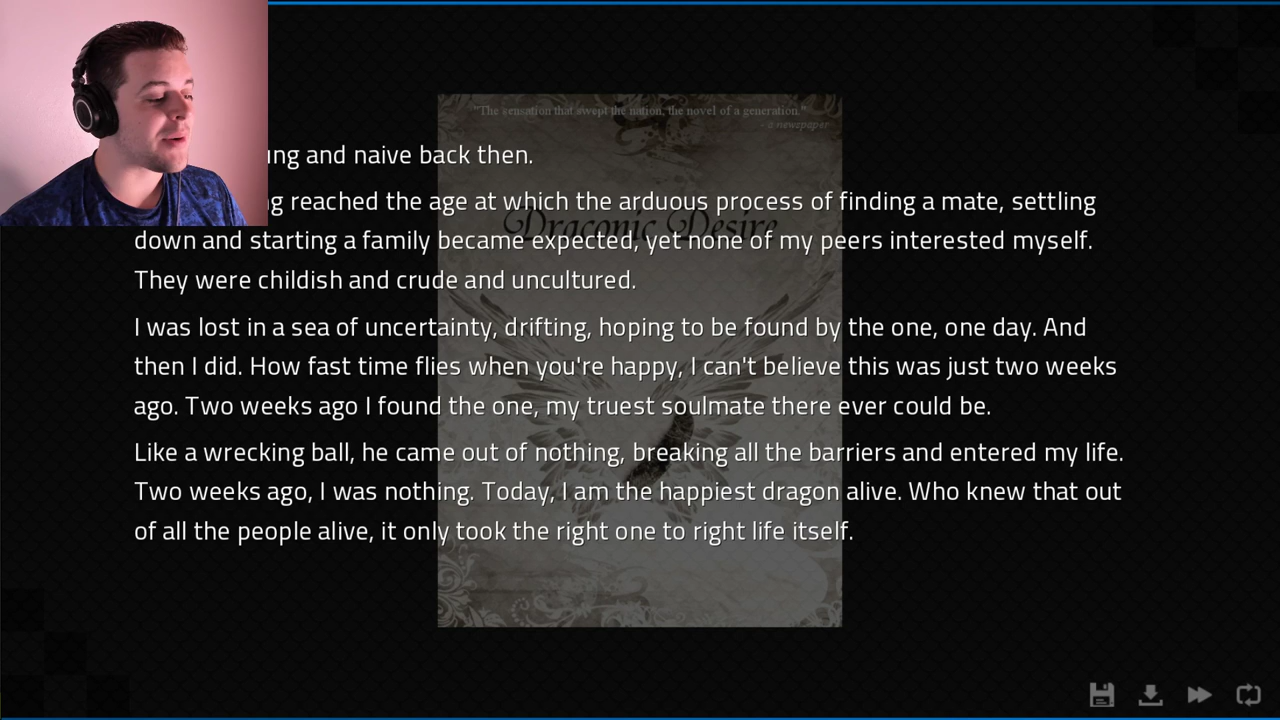 "The sensation that swept the nation, the novel of a generation."
- a newspaper
Draconic Desire
and naive back then.
reached the age at which the arduous process of finding a mate, settling
down and starting a family became expected, yet none of my peers interested myself.
They were childish and crude and uncultured.
I was lost in a sea of uncertainty, drifting, hoping to be found by the one, one day. And
then I did. How fast time flies when you're happy, I can't believe this was just two weeks
ago. Two weeks ago I found the one, my truest soulmate there ever could be.
Like a wrecking ball, he came out of nothing, breaking all the barriers and entered my life.
Two weeks ago, I was nothing. Today, I am the happiest dragon alive. Who knew that out
of all the people alive, it only took the right one to right life itself.